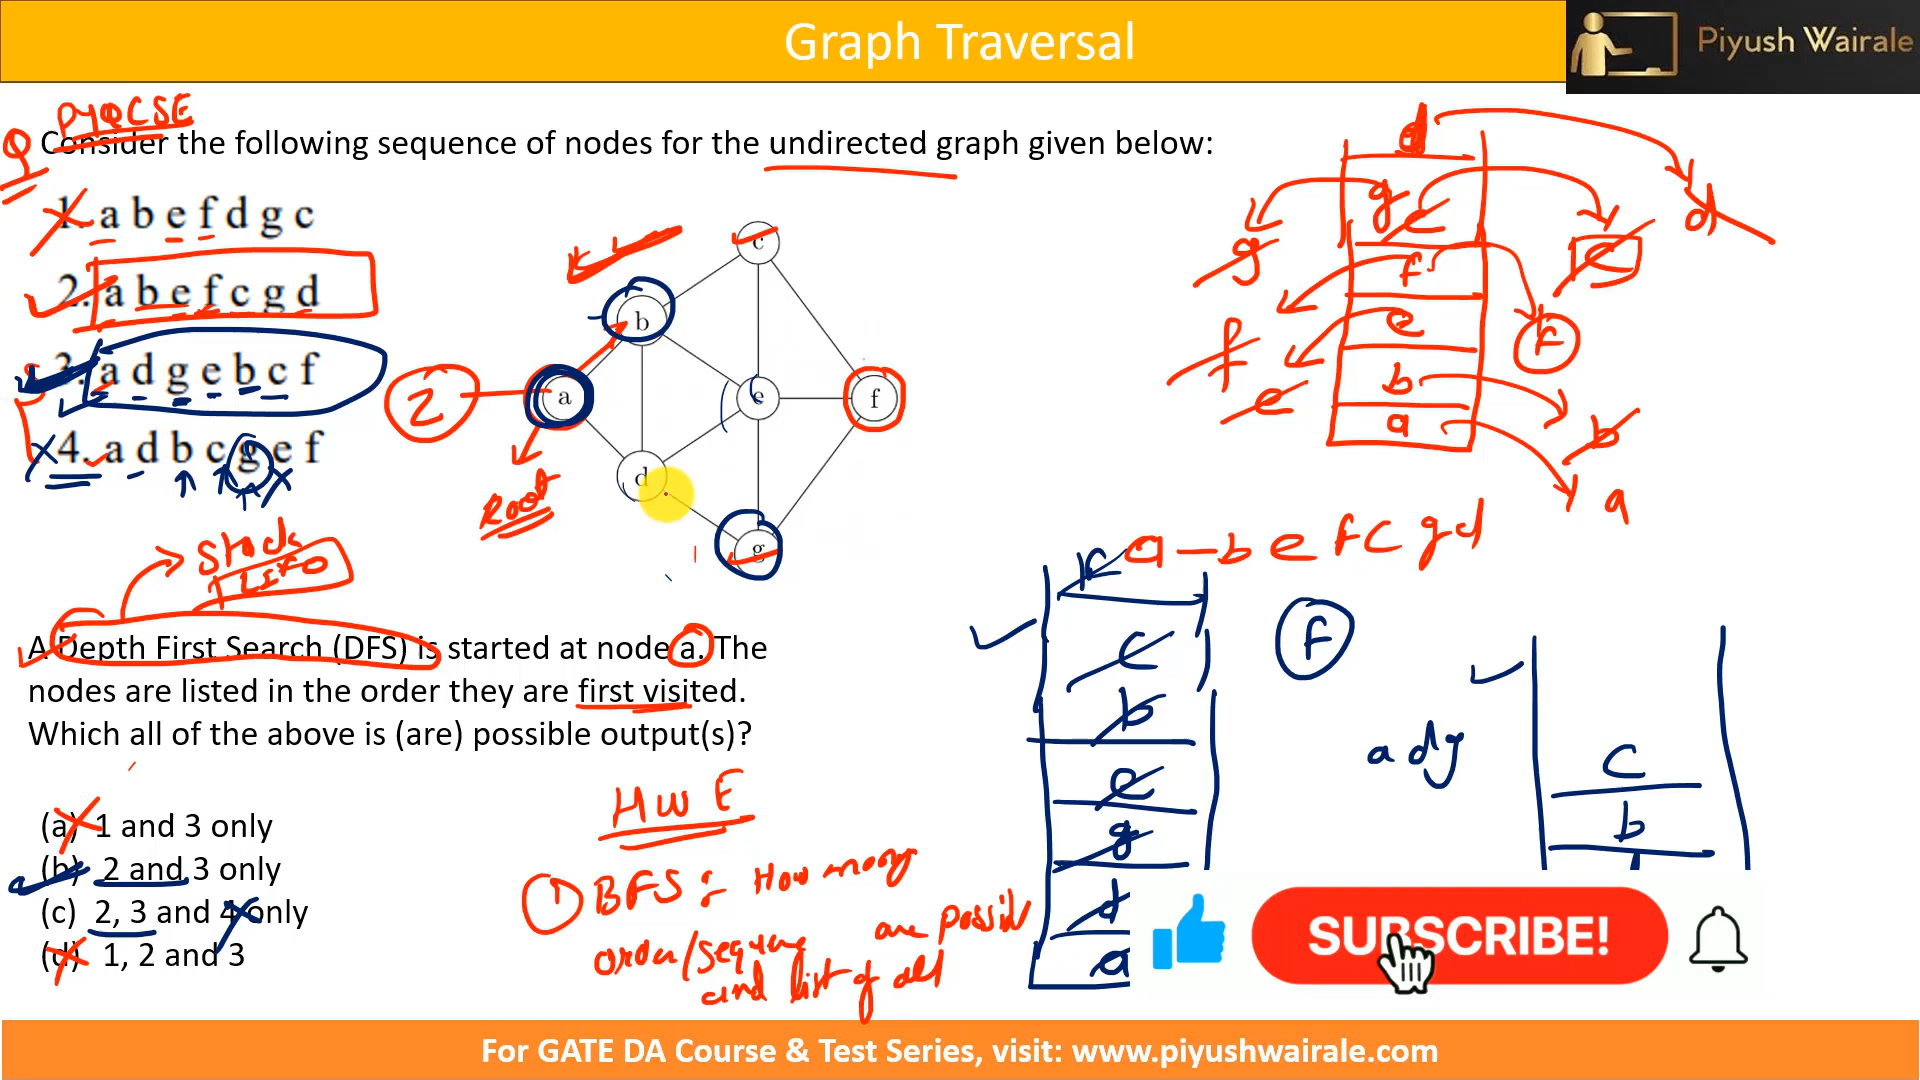 Graph Traversal
Piyush Wairale
PYQ CSE
Q
Consider the following sequence of nodes for the undirected graph given below:
1. a b e f d g c
2. a b e f c g d
3. a d g e b c f
4. a d b c g e f
c
b
a
e
f
d
g
2
Root
Stack
LIFO
A Depth First Search (DFS) is started at node a. The
nodes are listed in the order they are first visited.
Which all of the above is (are) possible output(s)?
(a) 1 and 3 only
(b) 2 and 3 only
(c) 2, 3 and 4 only
(d) 1, 2 and 3
HW
① BFS : How many
order/sequence are possible
and list of all
d
g c
f
e
b
a
d
g
c
f
f
e
b
a
a – b e f c g d
f
c
b
e
g
d
a
f
a d g
c
b
SUBSCRIBE!
For GATE DA Course & Test Series, visit: www.piyushwairale.com